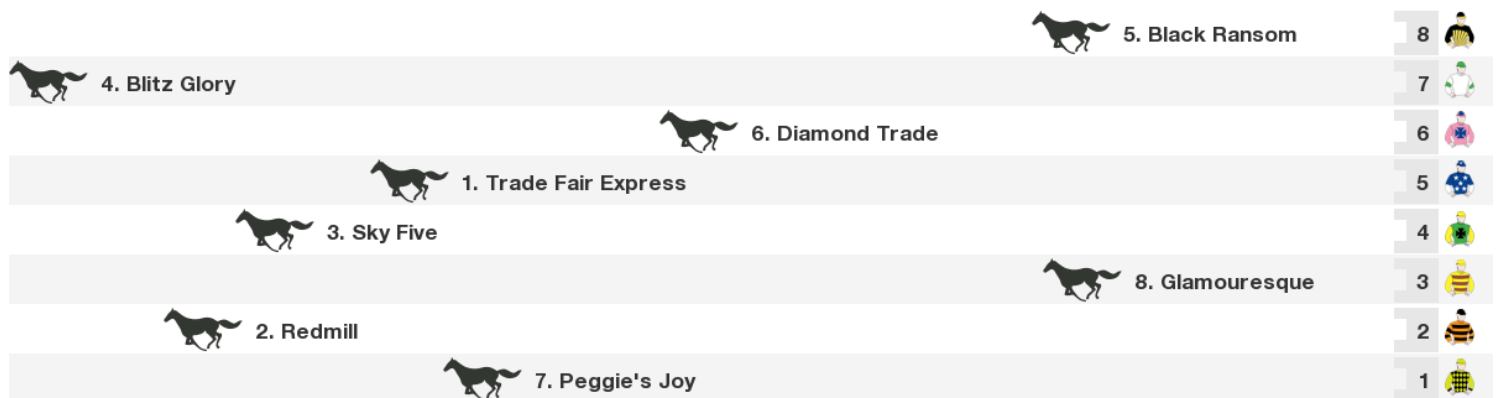 5. Black Ransom 8
4. Blitz Glory 7
6. Diamond Trade 6
1. Trade Fair Express 5
3. Sky Five 4
8. Glamouresque 3
2. Redmill 2
7. Peggie's Joy 1